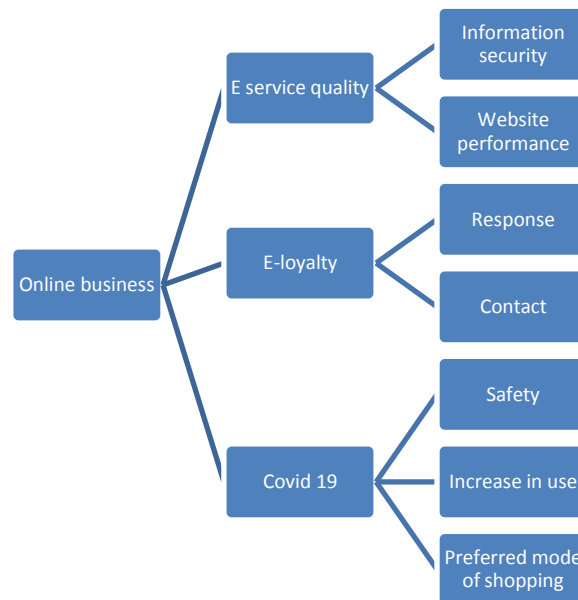 Information
security
E service quality
Website
performance
Response
Online business
E-loyalty
Contact
Safety
Covid 19
Increase in use
Preferred mode
of shopping